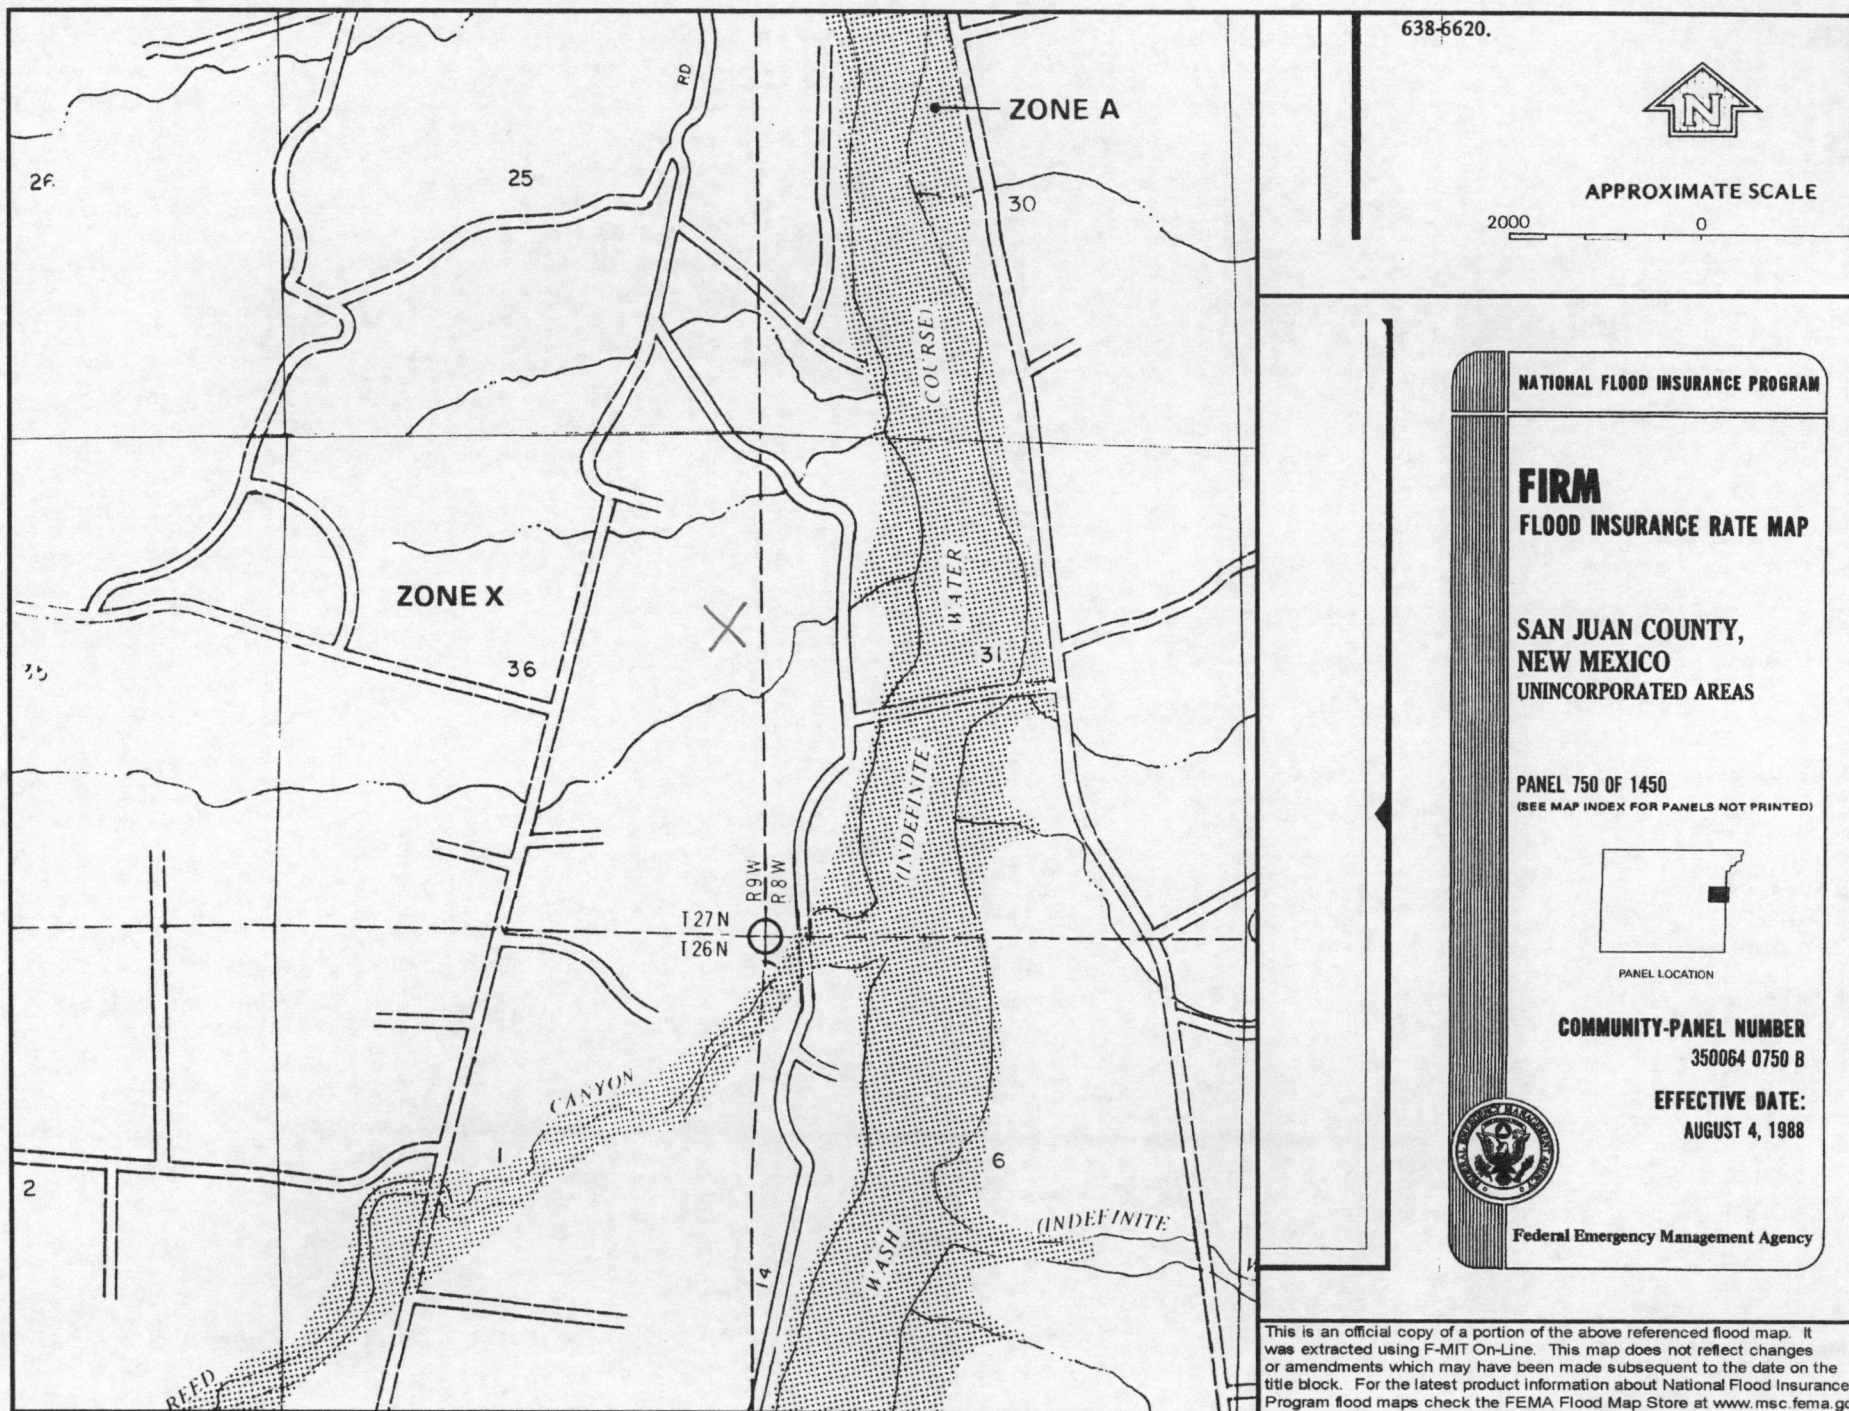 638-6620.
N
APPROXIMATE SCALE
2000 0
NATIONAL FLOOD INSURANCE PROGRAM
FIRM
FLOOD INSURANCE RATE MAP
SAN JUAN COUNTY,
NEW MEXICO
UNINCORPORATED AREAS
PANEL 750 OF 1450
(SEE MAP INDEX FOR PANELS NOT PRINTED)
PANEL LOCATION
COMMUNITY-PANEL NUMBER
350064 0750 B
EFFECTIVE DATE:
AUGUST 4, 1988
FEDERAL EMERGENCY MANAGEMENT AGENCY
Federal Emergency Management Agency
This is an official copy of a portion of the above referenced flood map. It
was extracted using F-MIT On-Line. This map does not reflect changes
or amendments which may have been made subsequent to the date on the
title block. For the latest product information about National Flood Insurance
Program flood maps check the FEMA Flood Map Store at www.msc.fema.go
RD
ZONE A
26
25
30
COURSE)
WATER
ZONE X
X
35
36
31
(INDEFINITE
R9W
R8W
T27N
T26N
CANYON
1
2
6
(INDEFINITE
W
WASH
14
REED